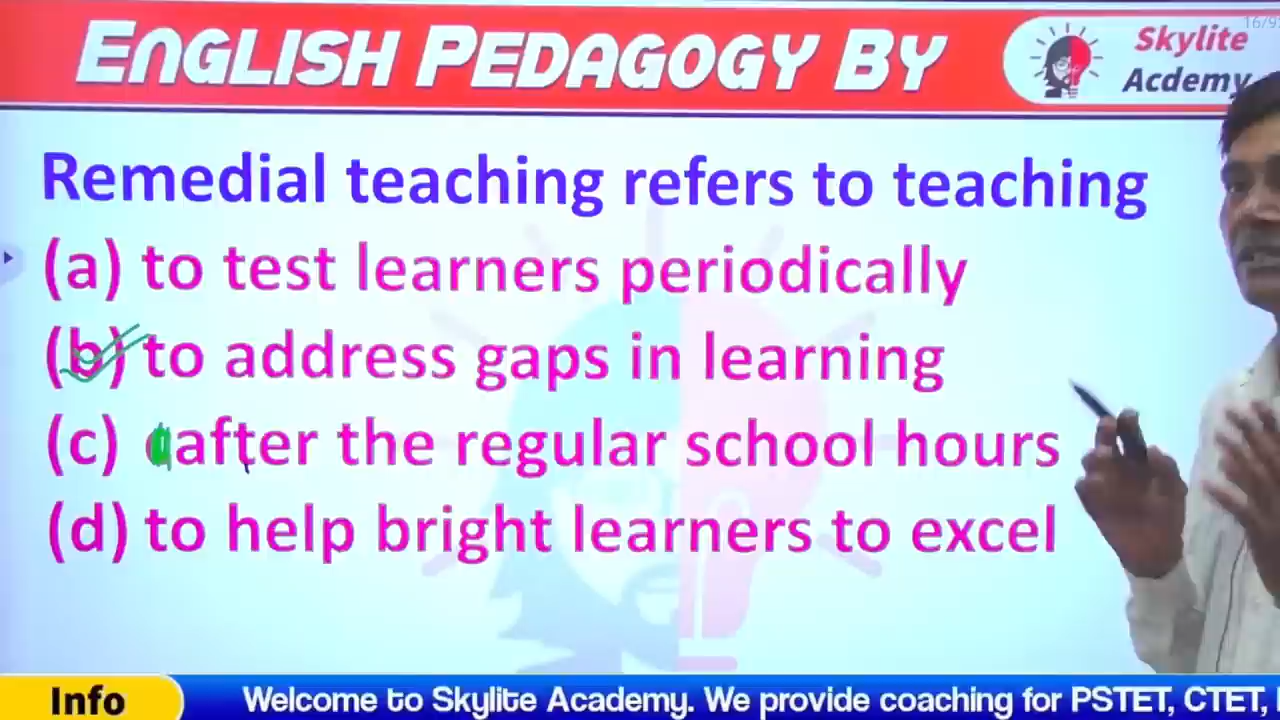 ENGLISH PEDAGOGY BY
Skylite
Acdemy
16/9
Remedial teaching refers to teaching
(a) to test learners periodically
(b) to address gaps in learning
(c) after the regular school hours
(d) to help bright learners to excel
Info
Welcome to Skylite Academy. We provide coaching for PSTET, CTET,